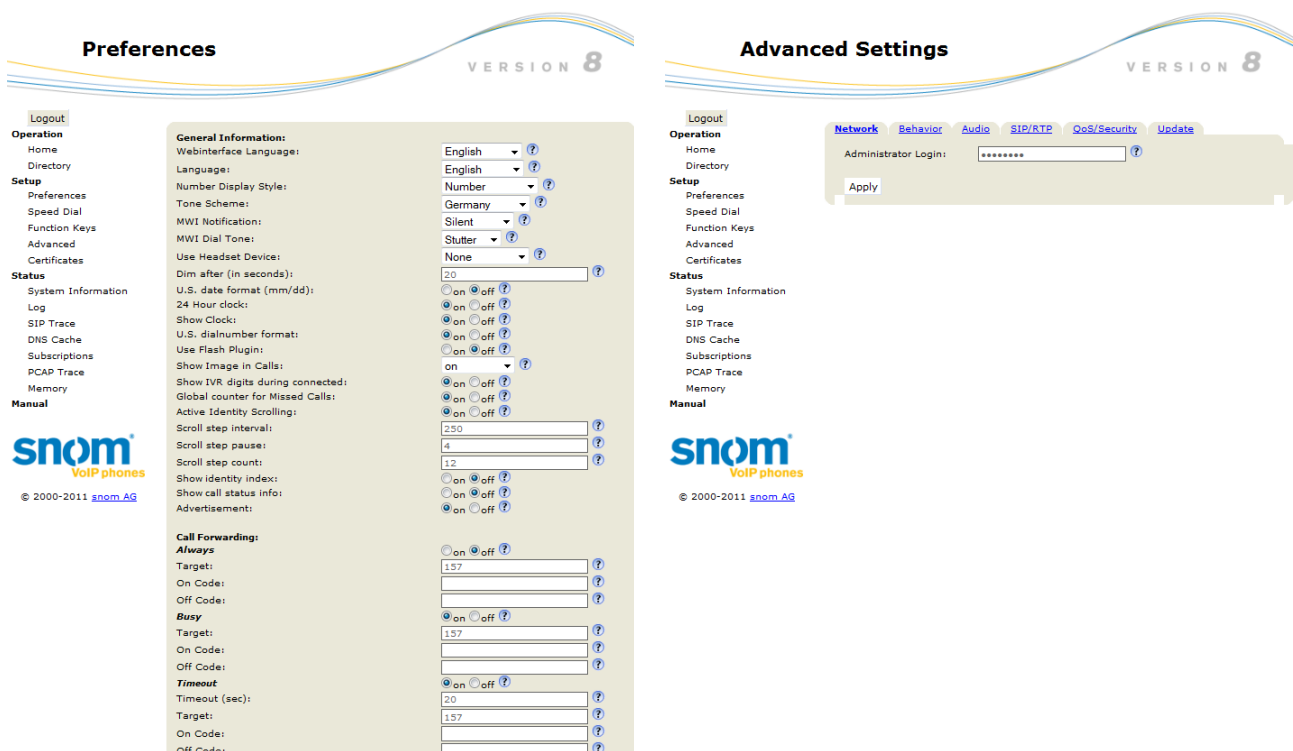 Preferences
VERSION 8
Logout
Operation
Home
Directory
Setup
Preferences
Speed Dial
Function Keys
Advanced
Certificates
Status
System Information
Log
SIP Trace
DNS Cache
Subscriptions
PCAP Trace
Memory
Manual
snom
VoIP phones
© 2000-2011 snom AG
General Information:
Webinterface Language: English ?
Language: English ?
Number Display Style: Number ?
Tone Scheme: Germany ?
MWI Notification: Silent ?
MWI Dial Tone: Stutter ?
Use Headset Device: None ?
Dim after (in seconds): 20 ?
U.S. date format (mm/dd): on off ?
24 Hour clock: on off ?
Show Clock: on off ?
U.S. dialnumber format: on off ?
Use Flash Plugin: on off ?
Show Image in Calls: on ?
Show IVR digits during connected: on off ?
Global counter for Missed Calls: on off ?
Active Identity Scrolling: on off ?
Scroll step interval: 250 ?
Scroll step pause: 4 ?
Scroll step count: 12 ?
Show identity index: on off ?
Show call status info: on off ?
Advertisement: on off ?
Call Forwarding:
Always on off ?
Target: 157 ?
On Code: ?
Off Code: ?
Busy on off ?
Target: 157 ?
On Code: ?
Off Code: ?
Timeout on off ?
Timeout (sec): 20 ?
Target: 157 ?
On Code: ?
Off Code: ?
Advanced Settings
VERSION 8
Logout
Operation
Home
Directory
Setup
Preferences
Speed Dial
Function Keys
Advanced
Certificates
Status
System Information
Log
SIP Trace
DNS Cache
Subscriptions
PCAP Trace
Memory
Manual
snom
VoIP phones
© 2000-2011 snom AG
Network Behavior Audio SIP/RTP QoS/Security Update
Administrator Login: •••••••• ?
Apply